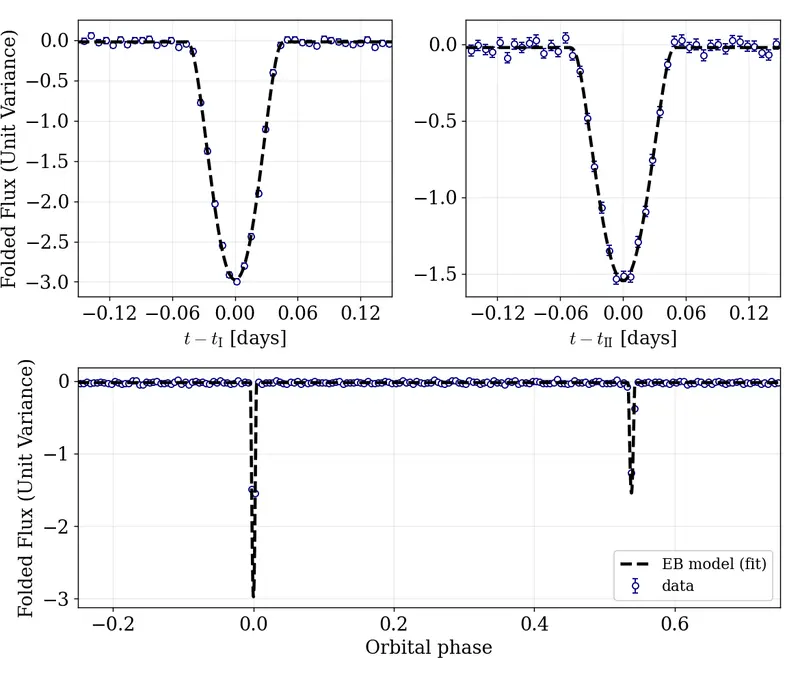 Folded Flux (Unit Variance)
0.0
−0.5
−1.0
−1.5
−2.0
−2.5
−3.0
−0.12 −0.06 0.00 0.06 0.12
t − tI [days]
0.0
−0.5
−1.0
−1.5
−0.12 −0.06 0.00 0.06 0.12
t − tII [days]
Folded Flux (Unit Variance)
0
−1
−2
−3
EB model (fit)
data
−0.2 0.0 0.2 0.4 0.6
Orbital phase